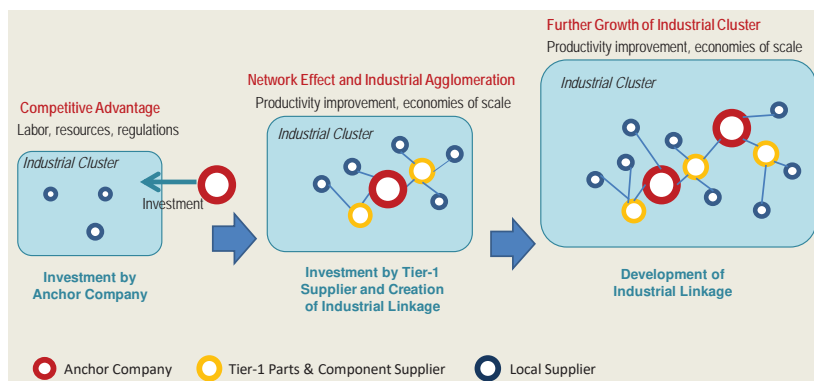 Competitive Advantage
Labor, resources, regulations
Industrial Cluster
Investment
Investment by
Anchor Company
Network Effect and Industrial Agglomeration
Productivity improvement, economies of scale
Industrial Cluster
Investment by Tier-1
Supplier and Creation
of Industrial Linkage
Further Growth of Industrial Cluster
Productivity improvement, economies of scale
Industrial Cluster
Development of
Industrial Linkage
Anchor Company
Tier-1 Parts & Component Supplier
Local Supplier